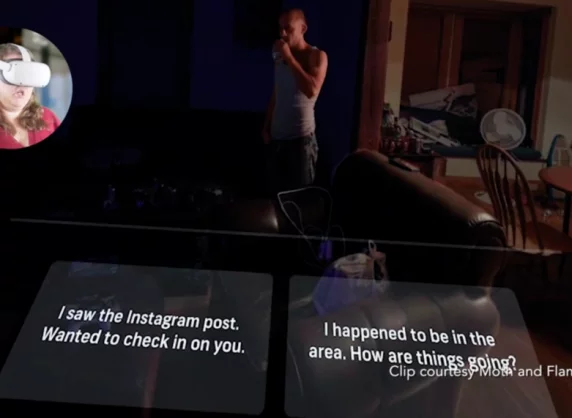 I saw the Instagram post.
Wanted to check in on you.
I happened to be in the
area. How are things going?
Clip courtesy Moth and Flam